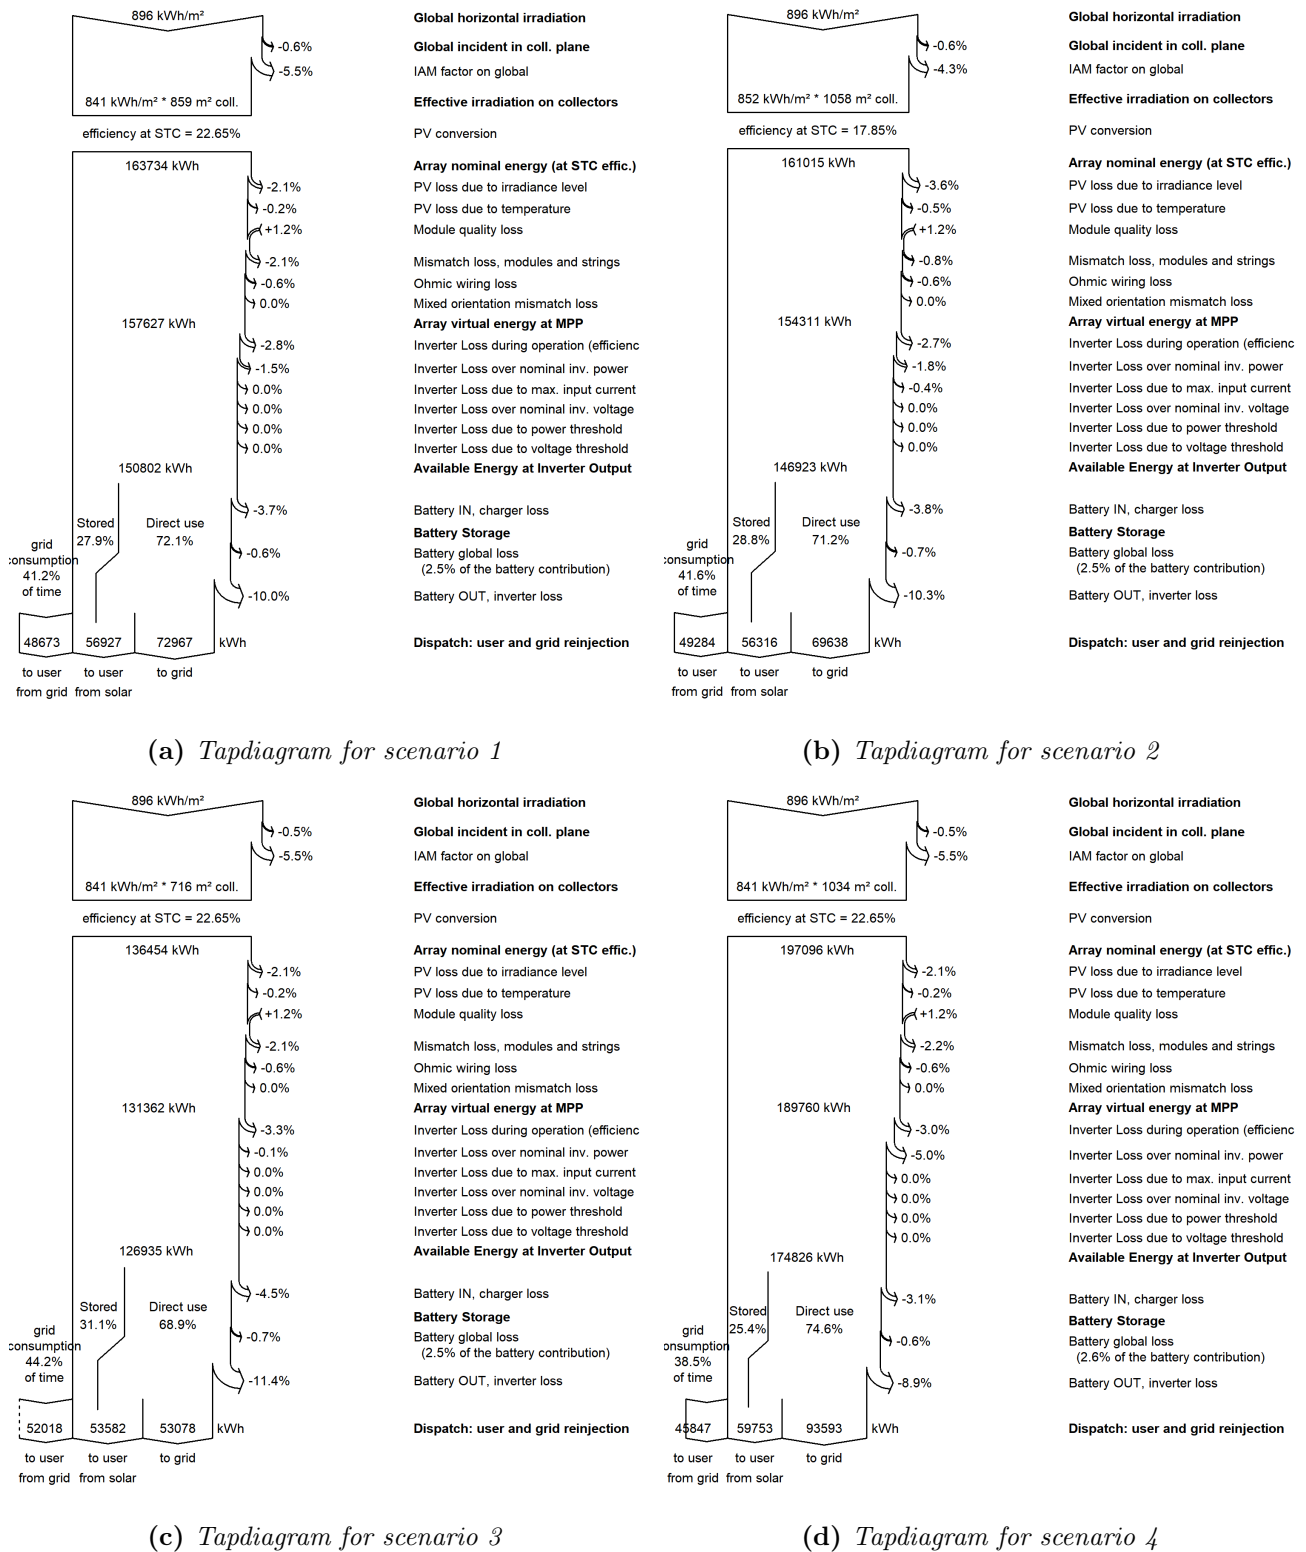 896 kWh/m²
Global horizontal irradiation
-0.6%
Global incident in coll. plane
-5.5%
IAM factor on global
841 kWh/m² * 859 m² coll.
Effective irradiation on collectors
efficiency at STC = 22.65%
PV conversion
163734 kWh
Array nominal energy (at STC effic.)
-2.1%
PV loss due to irradiance level
-0.2%
PV loss due to temperature
+1.2%
Module quality loss
-2.1%
Mismatch loss, modules and strings
-0.6%
Ohmic wiring loss
0.0%
Mixed orientation mismatch loss
157627 kWh
Array virtual energy at MPP
-2.8%
Inverter Loss during operation (efficienc
-1.5%
Inverter Loss over nominal inv. power
0.0%
Inverter Loss due to max. input current
0.0%
Inverter Loss over nominal inv. voltage
0.0%
Inverter Loss due to power threshold
0.0%
Inverter Loss due to voltage threshold
150802 kWh
Available Energy at Inverter Output
-3.7%
Battery IN, charger loss
Stored
27.9%
Direct use
72.1%
Battery Storage
grid
consumption
41.2%
of time
-0.6%
Battery global loss
(2.5% of the battery contribution)
-10.0%
Battery OUT, inverter loss
48673 56927 72967 kWh
Dispatch: user and grid reinjection
to user to user to grid
from grid from solar
(a) Tapdiagram for scenario 1
896 kWh/m²
Global horizontal irradiation
-0.6%
Global incident in coll. plane
-4.3%
IAM factor on global
852 kWh/m² * 1058 m² coll.
Effective irradiation on collectors
efficiency at STC = 17.85%
PV conversion
161015 kWh
Array nominal energy (at STC effic.)
-3.6%
PV loss due to irradiance level
-0.5%
PV loss due to temperature
+1.2%
Module quality loss
-0.8%
Mismatch loss, modules and strings
-0.6%
Ohmic wiring loss
0.0%
Mixed orientation mismatch loss
154311 kWh
Array virtual energy at MPP
-2.7%
Inverter Loss during operation (efficienc
-1.8%
Inverter Loss over nominal inv. power
-0.4%
Inverter Loss due to max. input current
0.0%
Inverter Loss over nominal inv. voltage
0.0%
Inverter Loss due to power threshold
0.0%
Inverter Loss due to voltage threshold
146923 kWh
Available Energy at Inverter Output
-3.8%
Battery IN, charger loss
Stored
28.8%
Direct use
71.2%
Battery Storage
grid
consumption
41.6%
of time
-0.7%
Battery global loss
(2.5% of the battery contribution)
-10.3%
Battery OUT, inverter loss
49284 56316 69638 kWh
Dispatch: user and grid reinjection
to user to user to grid
from grid from solar
(b) Tapdiagram for scenario 2
896 kWh/m²
Global horizontal irradiation
-0.5%
Global incident in coll. plane
-5.5%
IAM factor on global
841 kWh/m² * 716 m² coll.
Effective irradiation on collectors
efficiency at STC = 22.65%
PV conversion
136454 kWh
Array nominal energy (at STC effic.)
-2.1%
PV loss due to irradiance level
-0.2%
PV loss due to temperature
+1.2%
Module quality loss
-2.1%
Mismatch loss, modules and strings
-0.6%
Ohmic wiring loss
0.0%
Mixed orientation mismatch loss
131362 kWh
Array virtual energy at MPP
-3.3%
Inverter Loss during operation (efficienc
-0.1%
Inverter Loss over nominal inv. power
0.0%
Inverter Loss due to max. input current
0.0%
Inverter Loss over nominal inv. voltage
0.0%
Inverter Loss due to power threshold
0.0%
Inverter Loss due to voltage threshold
126935 kWh
Available Energy at Inverter Output
-4.5%
Battery IN, charger loss
Stored
31.1%
Direct use
68.9%
Battery Storage
grid
consumption
44.2%
of time
-0.7%
Battery global loss
(2.5% of the battery contribution)
-11.4%
Battery OUT, inverter loss
52018 53582 53078 kWh
Dispatch: user and grid reinjection
to user to user to grid
from grid from solar
(c) Tapdiagram for scenario 3
896 kWh/m²
Global horizontal irradiation
-0.5%
Global incident in coll. plane
-5.5%
IAM factor on global
841 kWh/m² * 1034 m² coll.
Effective irradiation on collectors
efficiency at STC = 22.65%
PV conversion
197096 kWh
Array nominal energy (at STC effic.)
-2.1%
PV loss due to irradiance level
-0.2%
PV loss due to temperature
+1.2%
Module quality loss
-2.2%
Mismatch loss, modules and strings
-0.6%
Ohmic wiring loss
0.0%
Mixed orientation mismatch loss
189760 kWh
Array virtual energy at MPP
-3.0%
Inverter Loss during operation (efficienc
-5.0%
Inverter Loss over nominal inv. power
0.0%
Inverter Loss due to max. input current
0.0%
Inverter Loss over nominal inv. voltage
0.0%
Inverter Loss due to power threshold
0.0%
Inverter Loss due to voltage threshold
174826 kWh
Available Energy at Inverter Output
-3.1%
Battery IN, charger loss
Stored
25.4%
Direct use
74.6%
Battery Storage
grid
consumption
38.5%
of time
-0.6%
Battery global loss
(2.6% of the battery contribution)
-8.9%
Battery OUT, inverter loss
45847 59753 93593 kWh
Dispatch: user and grid reinjection
to user to user to grid
from grid from solar
(d) Tapdiagram for scenario 4